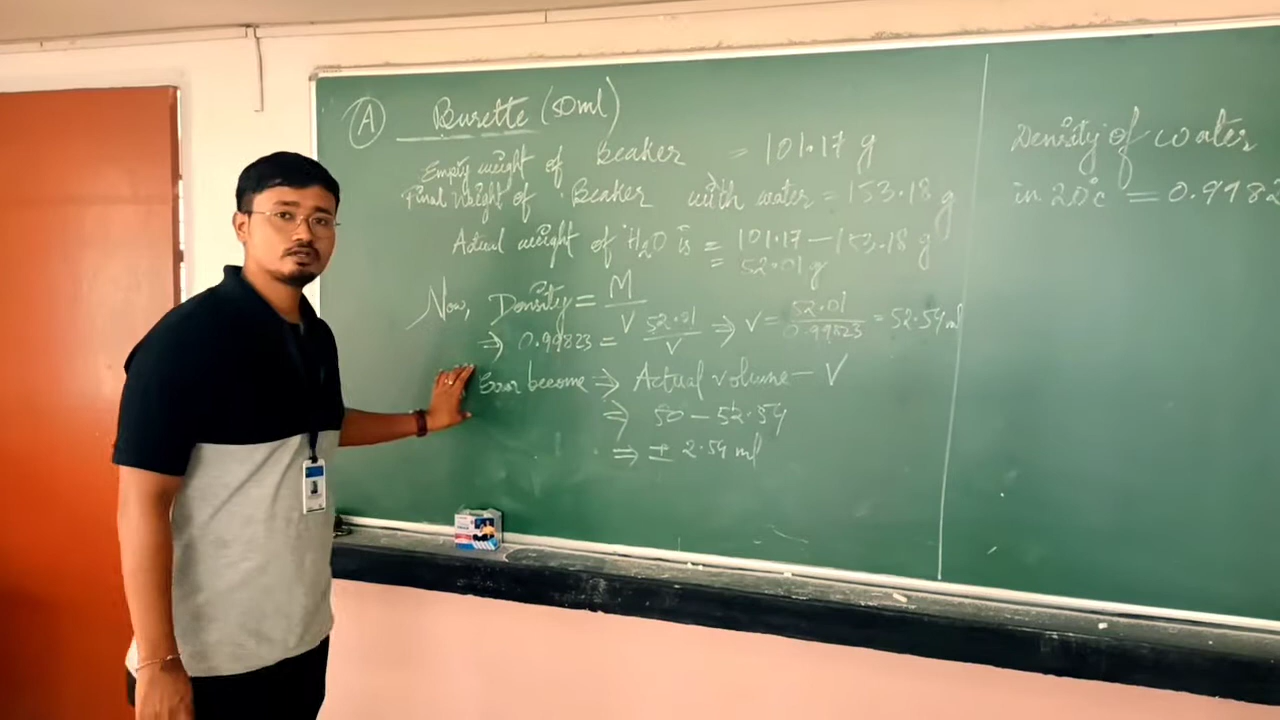 A Burette (50ml)
Empty weight of beaker = 101.17 g
Final Weight of Beaker with water = 153.18 g
Actual weight of H₂O is = 101.17 - 153.18 g
= 52.01 g
Now, Density = M/V
⇒ 0.99823 = 52.01/V ⇒ V = 52.01/0.99823 = 52.54 ml
Error become ⇒ Actual volume - V
⇒ 50 - 52.54
⇒ ± 2.54 ml
Density of water
in 20°c = 0.9982